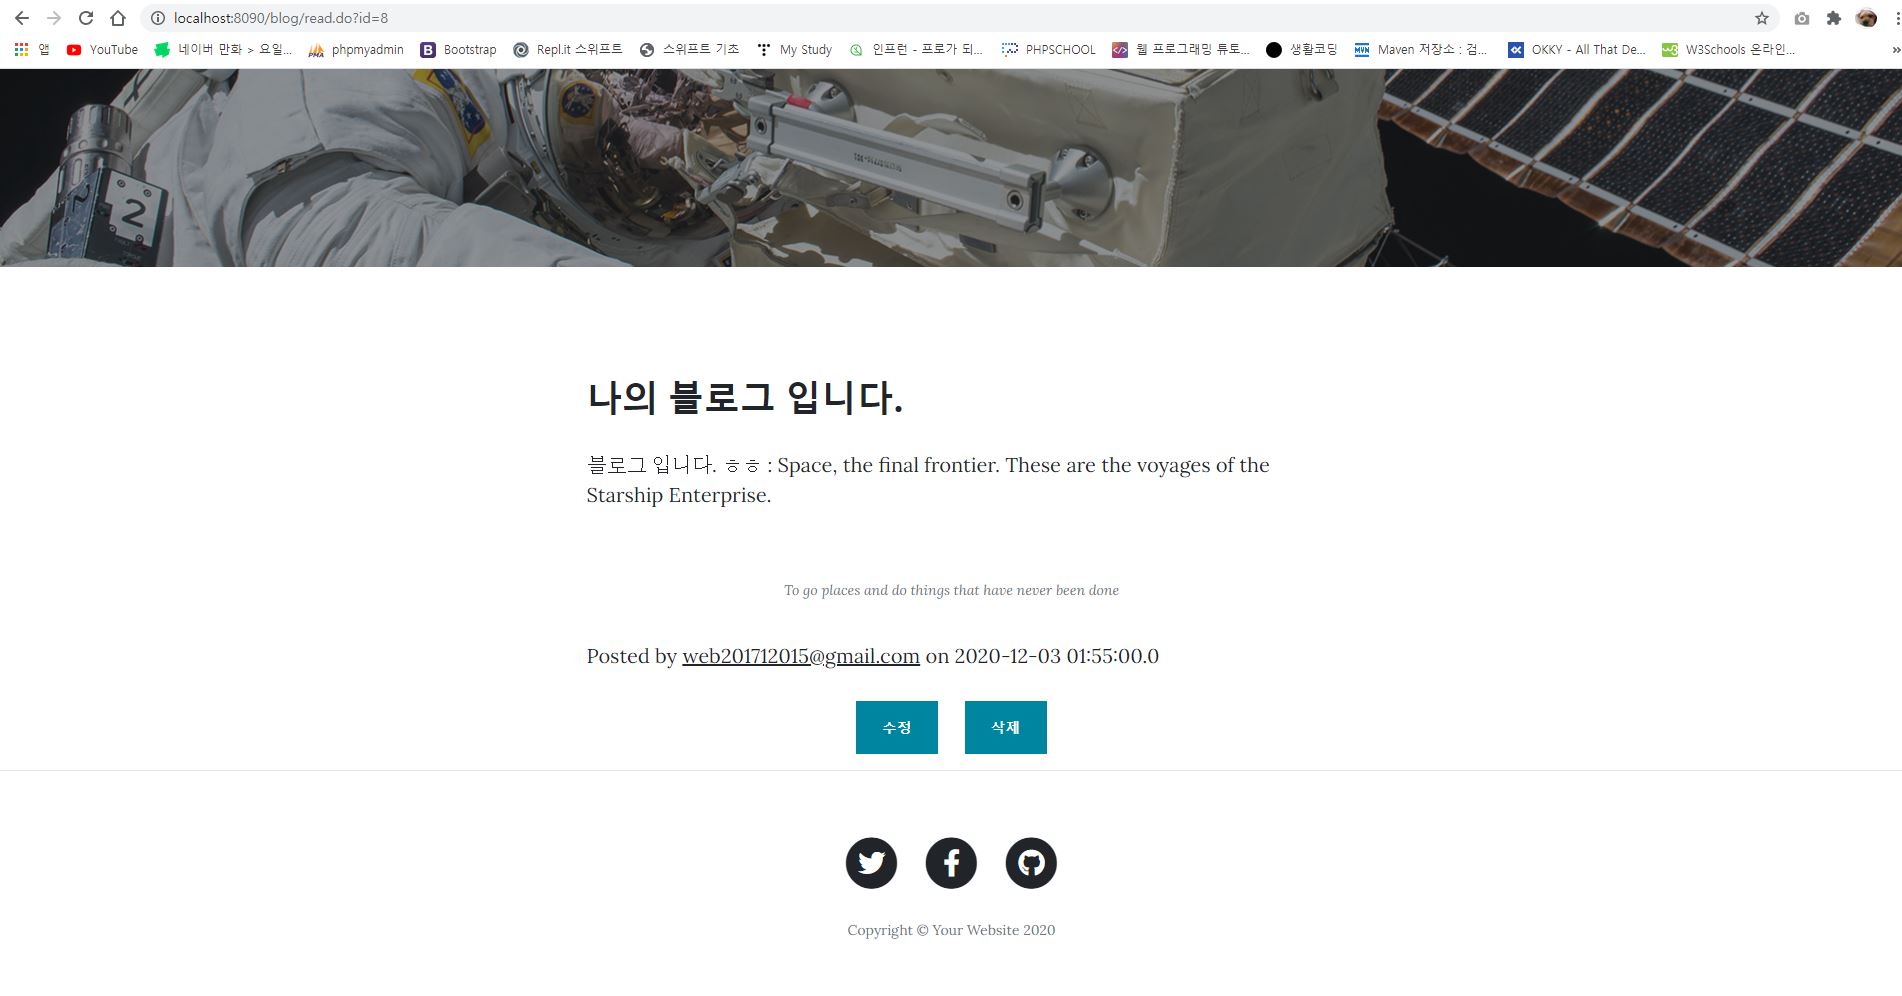 localhost:8090/blog/read.do?id=8
앱 YouTube 네이버 만화 > 요일... phpmyadmin Bootstrap Repl.it 스위프트 스위프트 기초 My Study 인프런 - 프로가 되... PHPSCHOOL 웹 프로그래밍 튜토... 생활코딩 Maven 저장소 : 검... OKKY - All That De... W3Schools 온라인... »
2
나의 블로그 입니다.
블로그 입니다. ㅎㅎ : Space, the final frontier. These are the voyages of the
Starship Enterprise.
To go places and do things that have never been done
Posted by web201712015@gmail.com on 2020-12-03 01:55:00.0
수정 삭제
Copyright © Your Website 2020